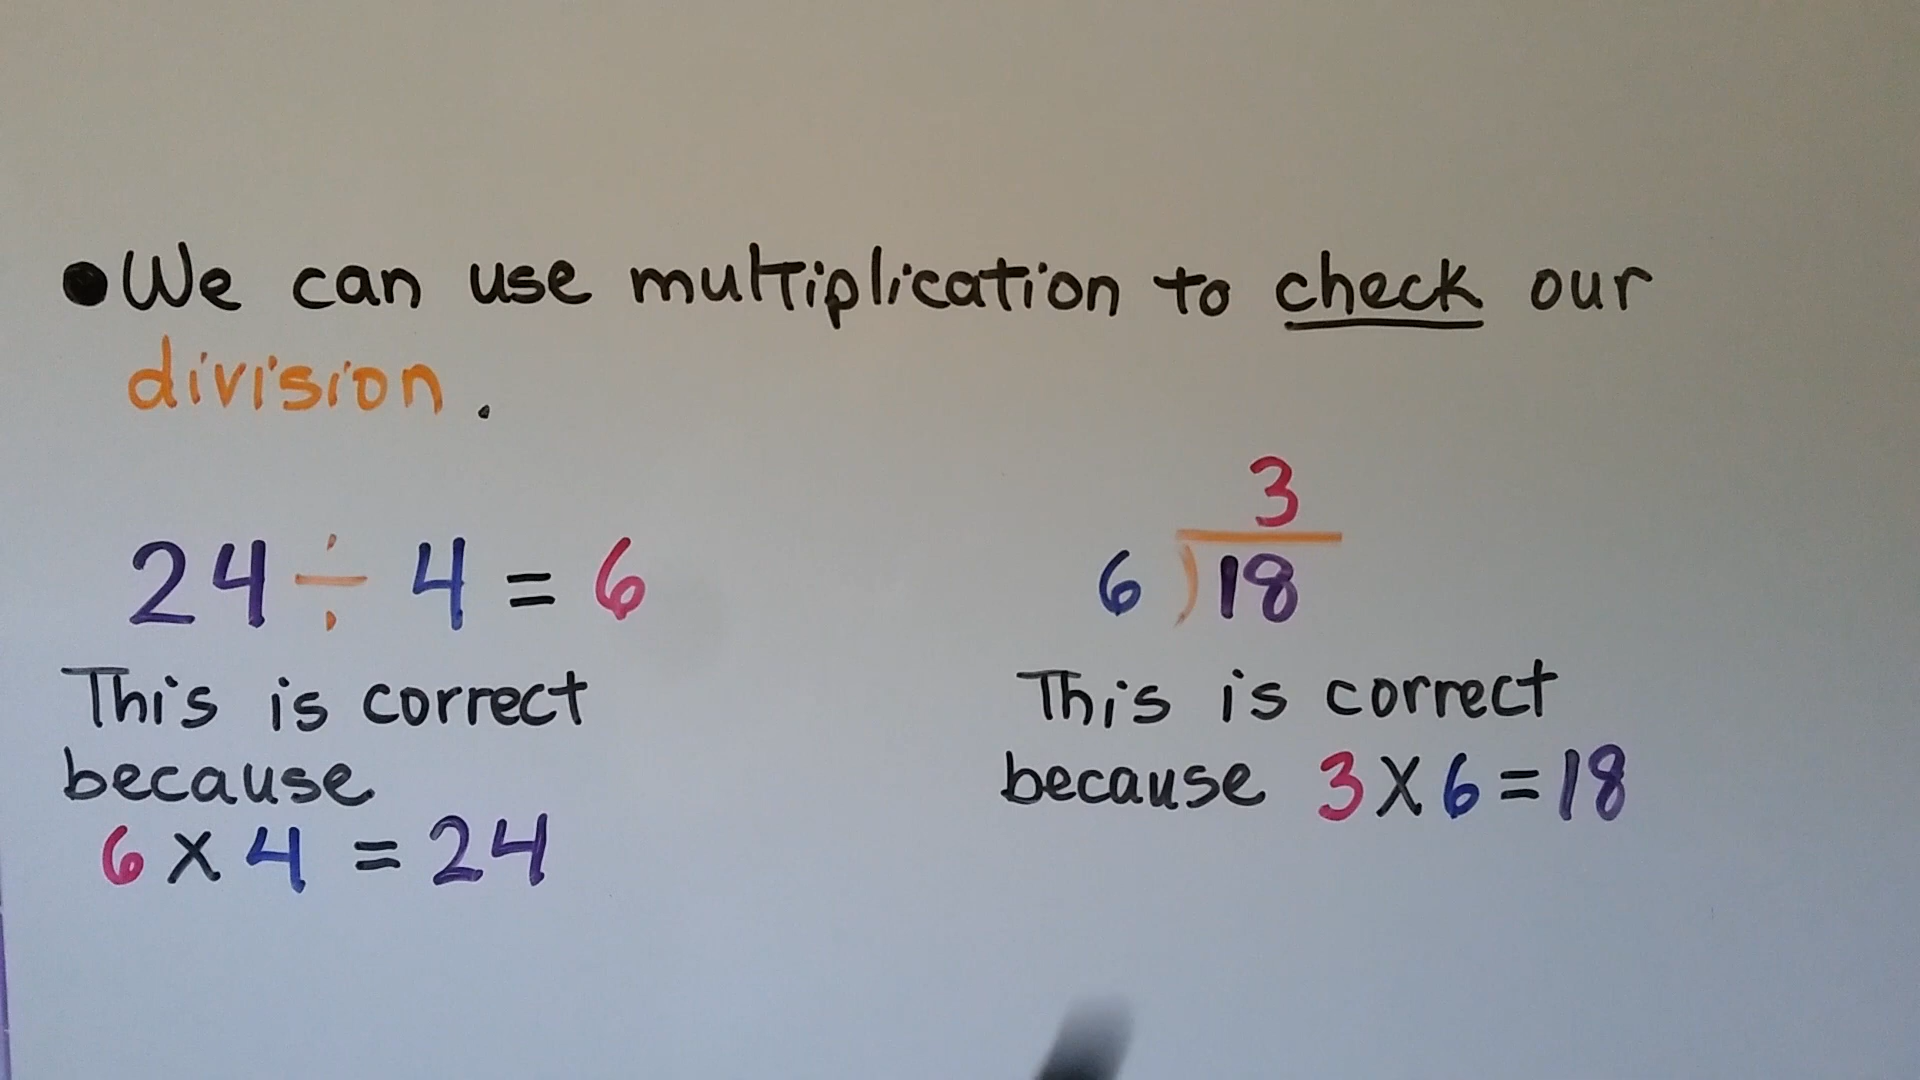 ●We can use multiplication to check our
division.
24 ÷ 4 = 6
This is correct
because
6 x 4 = 24
3
6 ) 18
This is correct
because 3 x 6 = 18